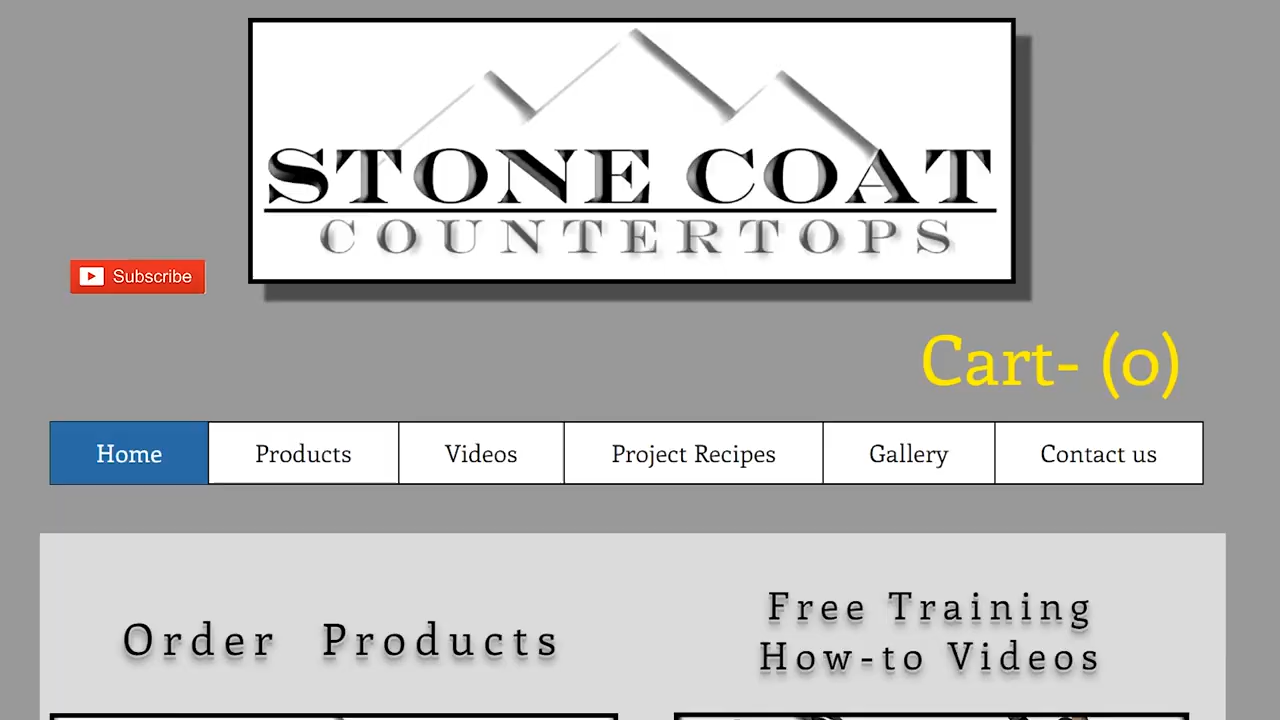 STONE COAT
COUNTERTOPS
Subscribe
Cart- (0)
Home Products Videos Project Recipes Gallery Contact us
Order Products
Free Training
How-to Videos